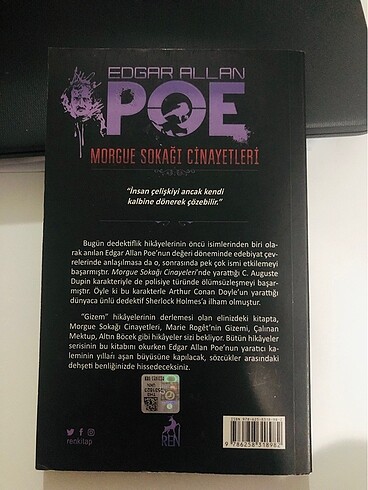 EDGAR ALLAN
POE
MORGUE SOKAĞI CİNAYETLERİ
"İnsan çelişkiyi ancak kendi
kalbine dönerek çözebilir."
Bugün dedektiflik hikâyelerinin öncü isimlerinden biri ola-
rak anılan Edgar Allan Poe'nun değeri döneminde edebiyat çev-
relerinde anlaşılmasa da o, sonrasında pek çok ismi etkilemeyi
başarmıştır. Morgue Sokağı Cinayeleri'nde yarattığı C. Auguste
Dupin karakteriyle de polisiye türünde ölümsüzleşmeyi başar-
mıştır. Öyle ki bu karakterle Arthur Conan Doyle'un yarattığı
dünyaca ünlü dedektif Sherlock Holmes'a ilham olmuştur.
"Gizem" hikâyelerinin derlemesi olan elinizdeki kitapta,
Morgue Sokağı Cinayetleri, Marie Rogêt'nin Gizemi, Çalınan
Mektup, Altın Böcek gibi hikâyeler sizi bekliyor. Bütün hikâyeler
serisinin bu kitabını okurken Edgar Allan Poe'nun yaratıcı ka-
leminin yılları aşan büyüsüne kapılacak, sözcükler arasındaki
dehşeti benliğinizde hissedeceksiniz.
renkitap
REN
9 786258 318982